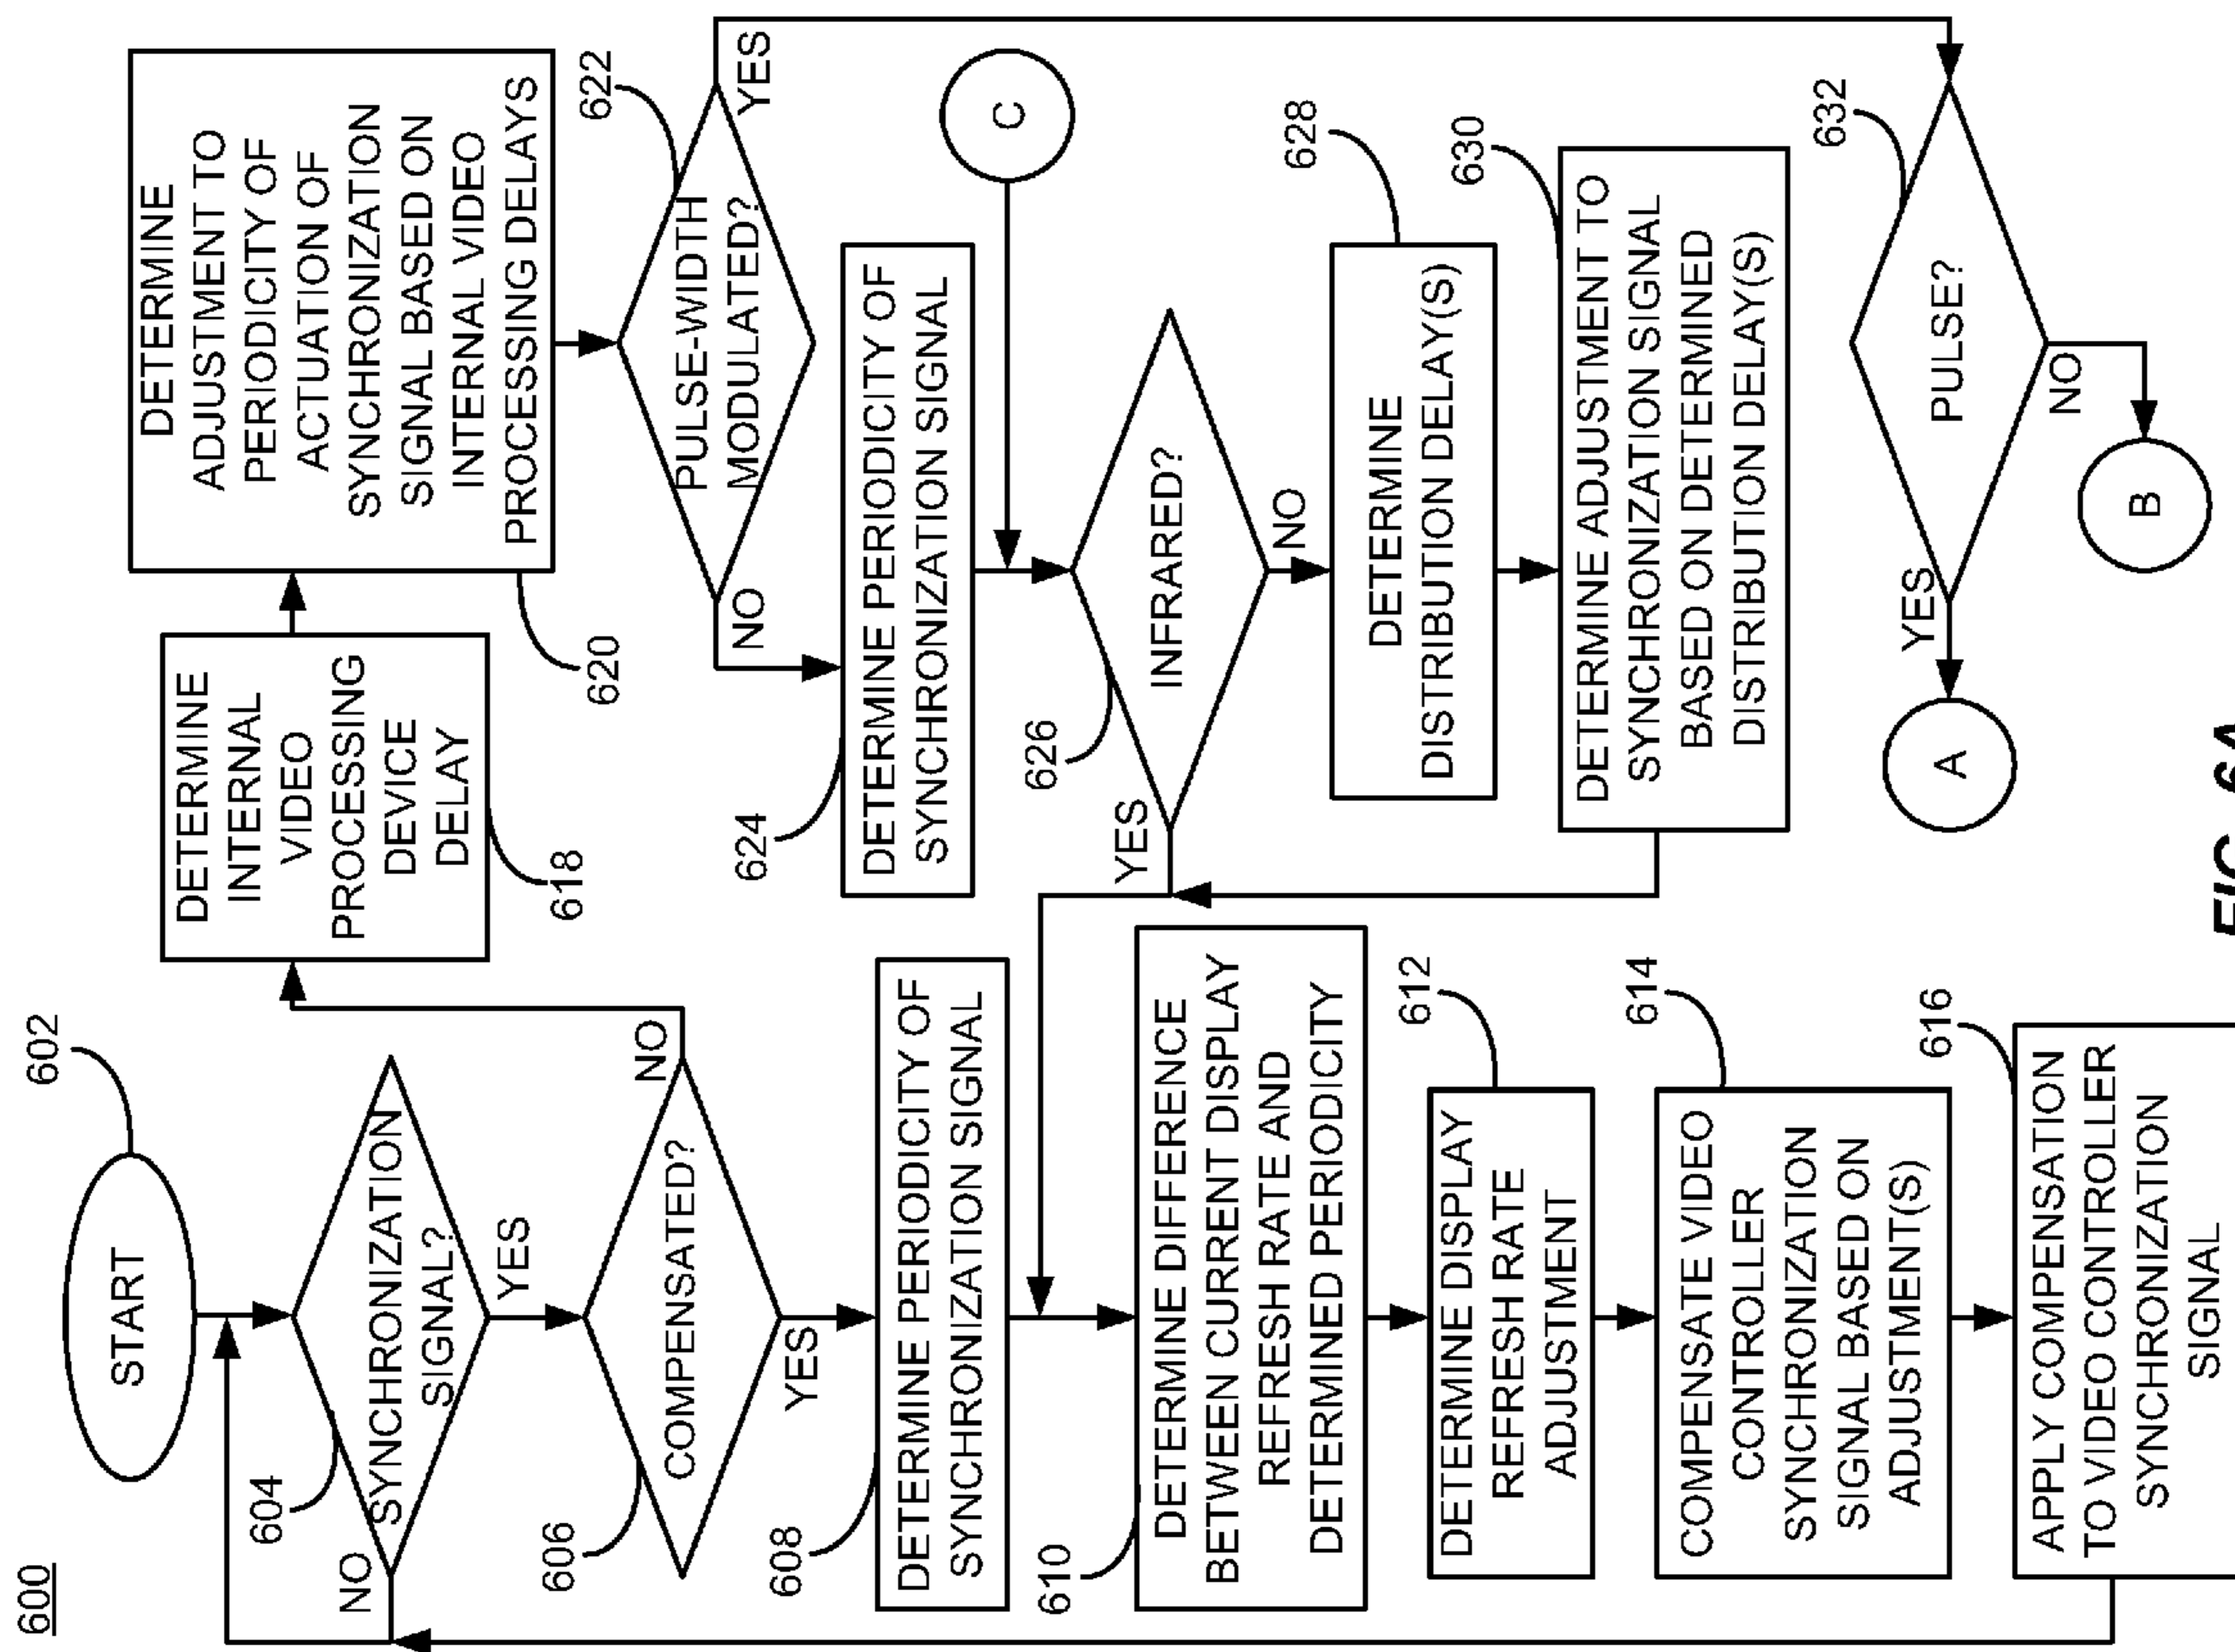 600
START
602
SYNCHRONIZATION
SIGNAL?
604
NO
YES
COMPENSATED?
606
NO
YES
DETERMINE PERIODICITY OF
SYNCHRONIZATION SIGNAL
608
DETERMINE DIFFERENCE
BETWEEN CURRENT DISPLAY
REFRESH RATE AND
DETERMINED PERIODICITY
610
DETERMINE DISPLAY
REFRESH RATE
ADJUSTMENT
612
COMPENSATE VIDEO
CONTROLLER
SYNCHRONIZATION
SIGNAL BASED ON
ADJUSTMENT(S)
614
APPLY COMPENSATION
TO VIDEO CONTROLLER
SYNCHRONIZATION
SIGNAL
616
DETERMINE
INTERNAL
VIDEO
PROCESSING
DEVICE
DELAY
618
DETERMINE
ADJUSTMENT TO
PERIODICITY OF
ACTUATION OF
SYNCHRONIZATION
SIGNAL BASED ON
INTERNAL VIDEO
PROCESSING DELAYS
620
PULSE-WIDTH
MODULATED?
622
NO
YES
DETERMINE PERIODICITY OF
SYNCHRONIZATION SIGNAL
624
C
INFRARED?
626
YES
NO
DETERMINE
DISTRIBUTION DELAY(S)
628
DETERMINE ADJUSTMENT TO
SYNCHRONIZATION SIGNAL
BASED ON DETERMINED
DISTRIBUTION DELAY(S)
630
PULSE?
632
YES
NO
A
B
FIG. 6A